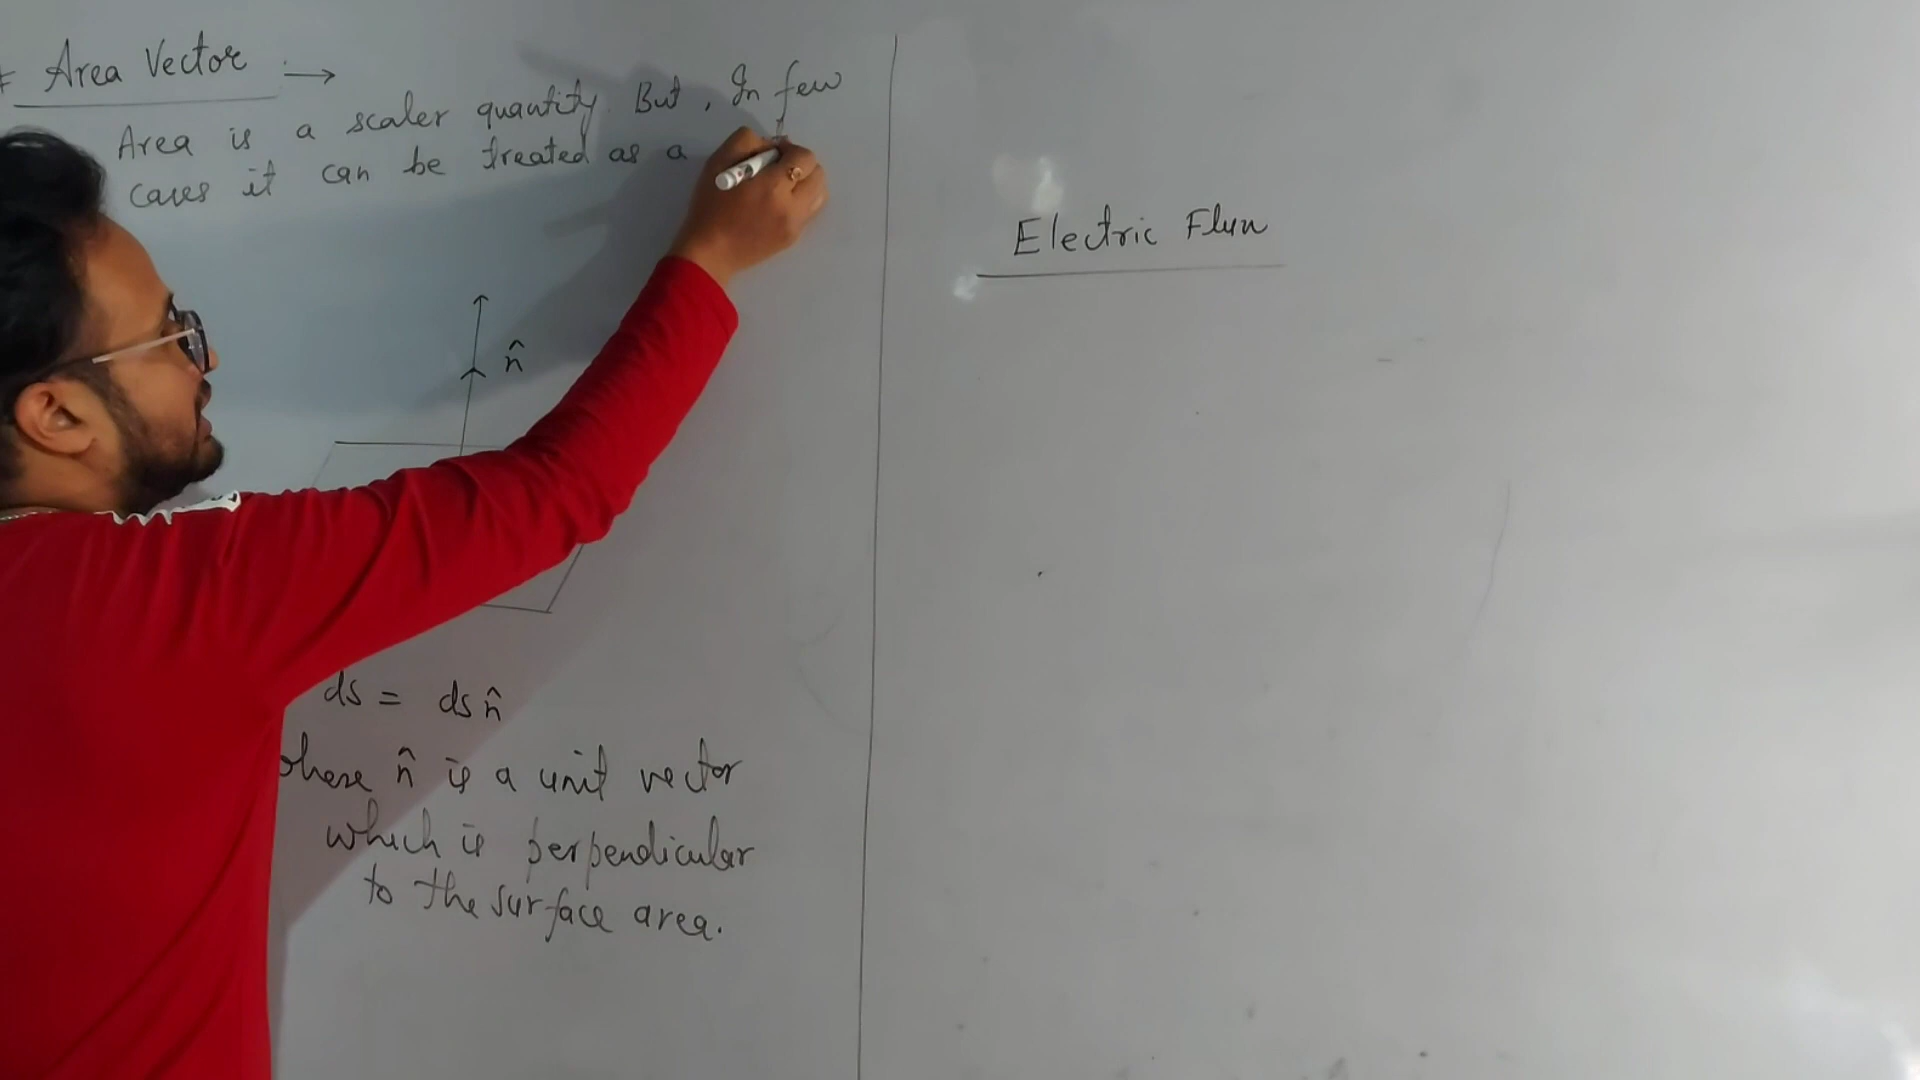 Area Vector →
Area is a scaler quantity. But, In few
cases it can be treated as a
n̂
ds = ds n̂
where n̂ is a unit vector
which is perpendicular
to the surface area.
Electric Flux